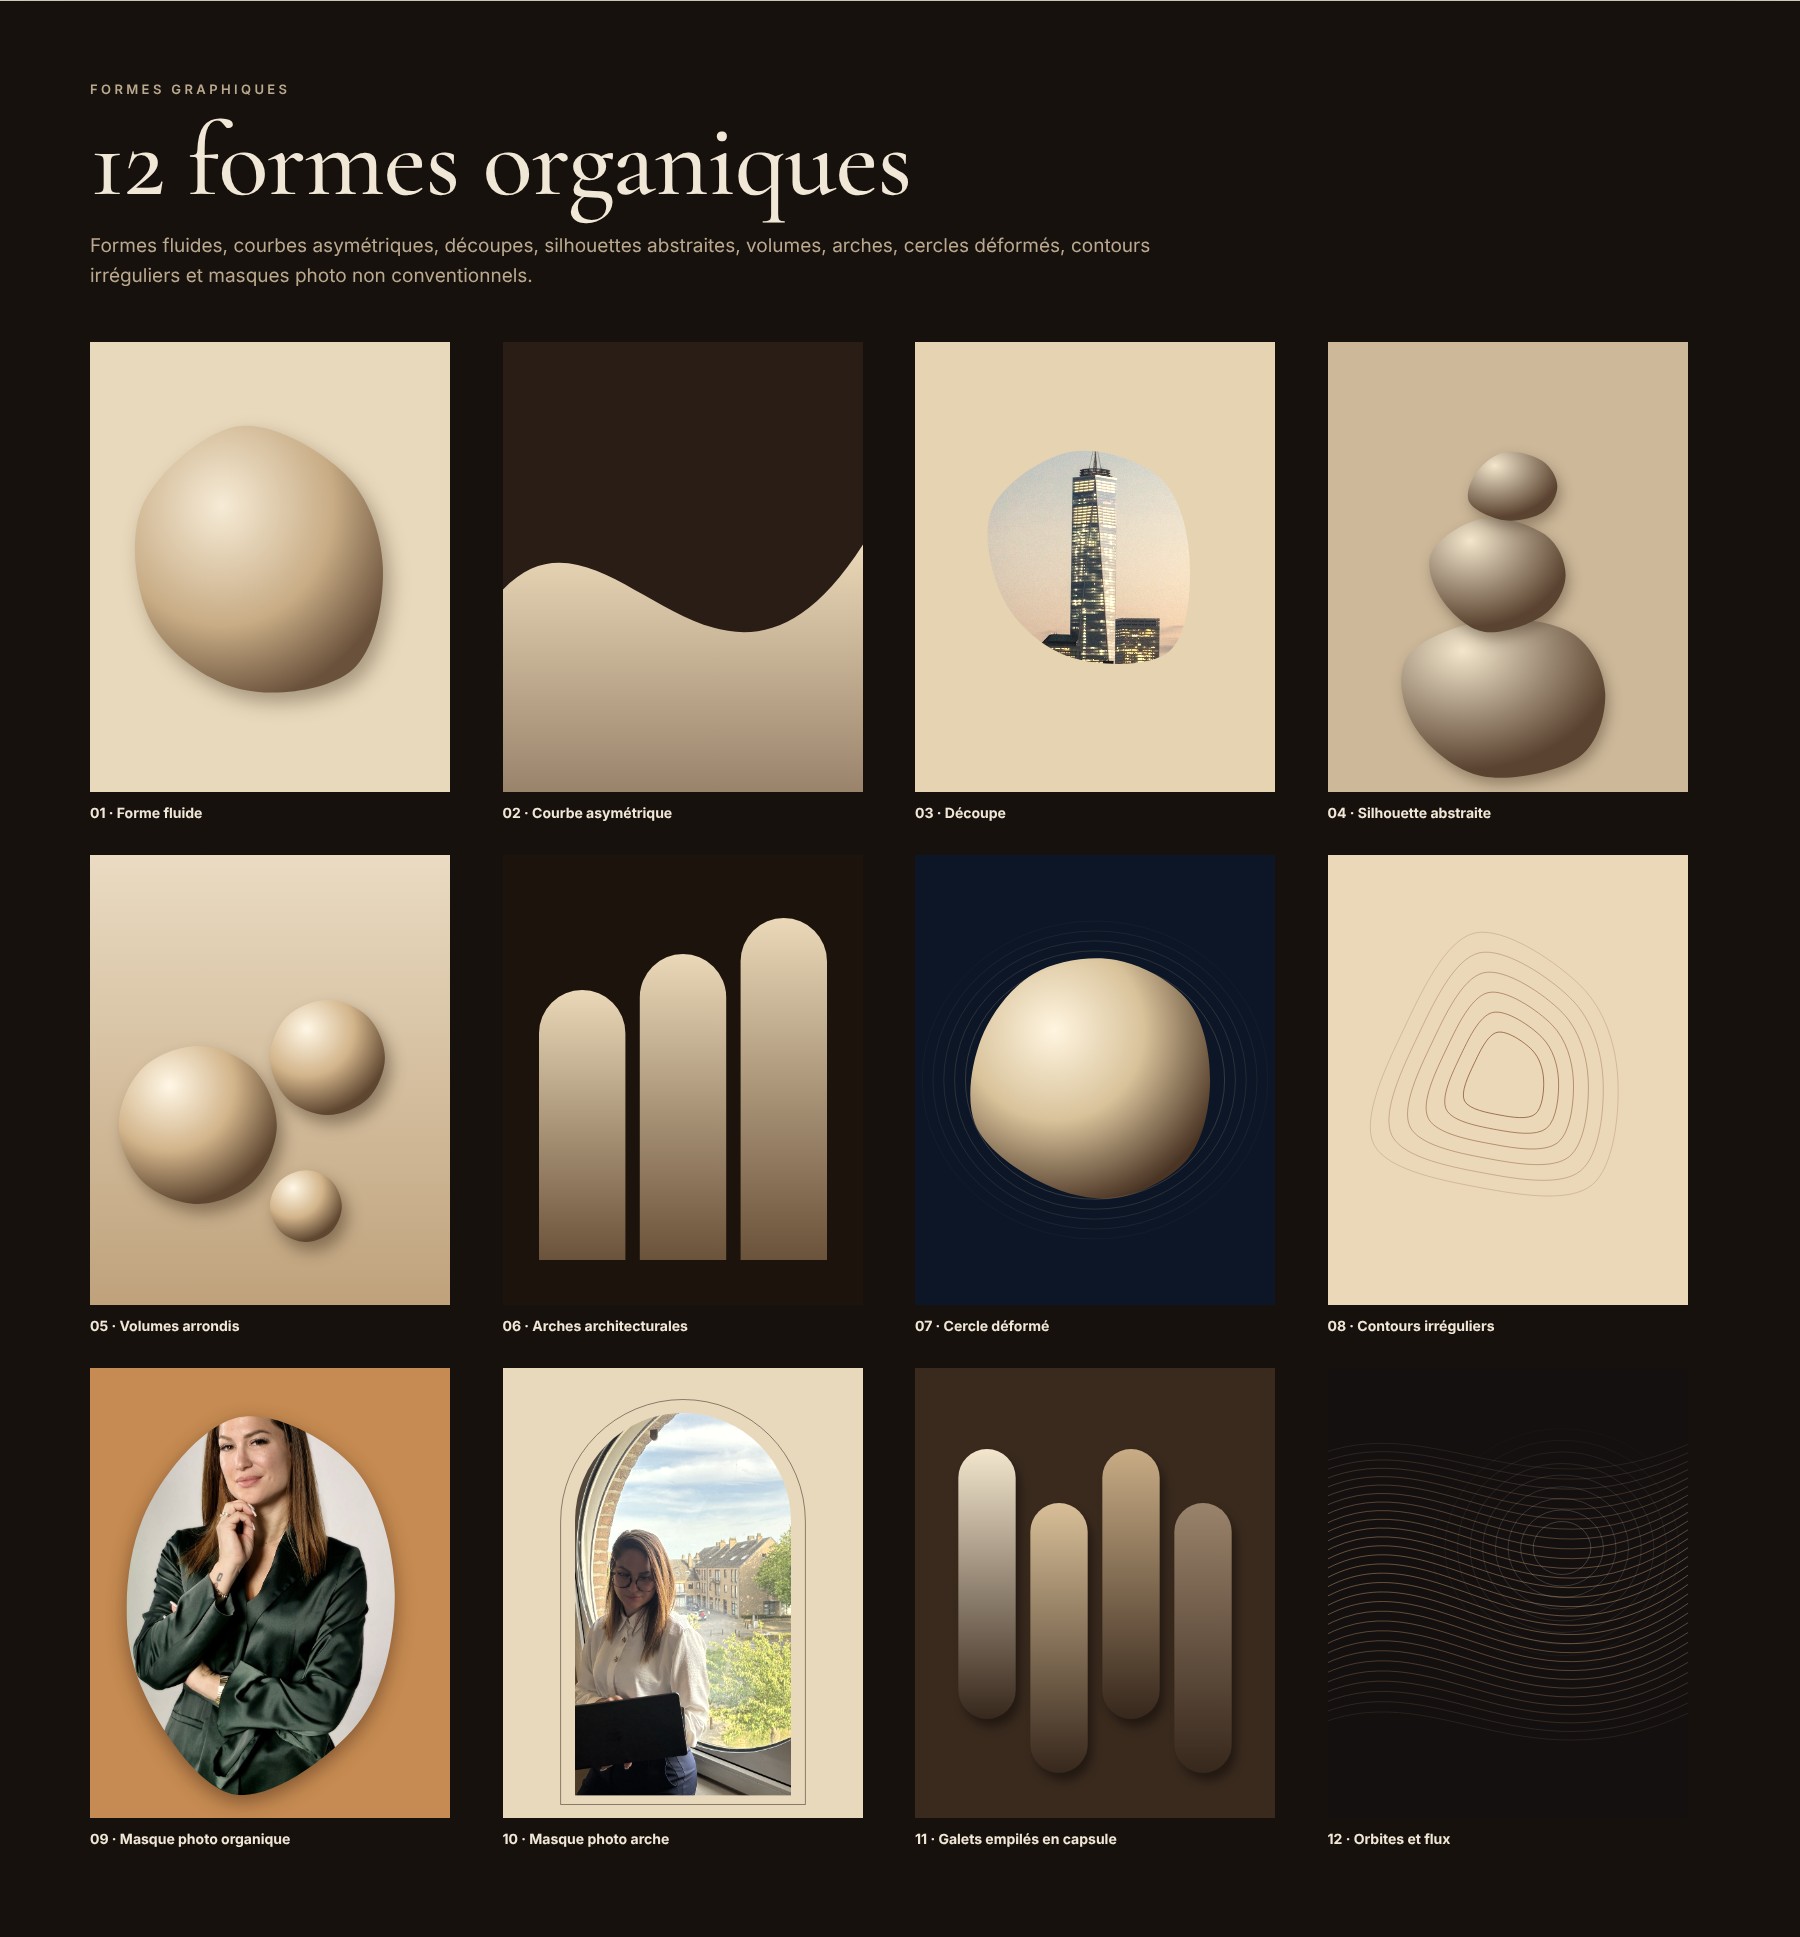 FORMES GRAPHIQUES
12 formes organiques
Formes fluides, courbes asymétriques, découpes, silhouettes abstraites, volumes, arches, cercles déformés, contours
irréguliers et masques photo non conventionnels.
01 · Forme fluide
02 · Courbe asymétrique
03 · Découpe
04 · Silhouette abstraite
05 · Volumes arrondis
06 · Arches architecturales
07 · Cercle déformé
08 · Contours irréguliers
09 · Masque photo organique
10 · Masque photo arche
11 · Galets empilés en capsule
12 · Orbites et flux